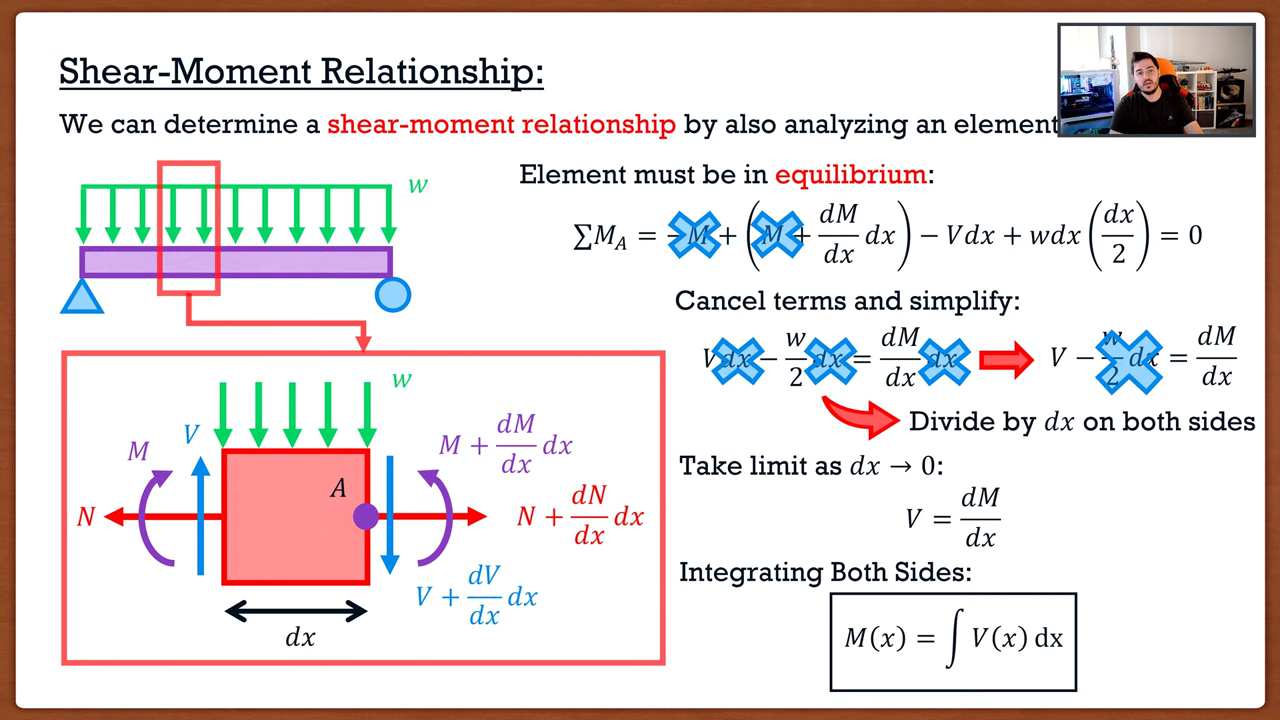 Shear-Moment Relationship:
We can determine a shear-moment relationship by also analyzing an element
w
Element must be in equilibrium:
∑M_A = −M + (M + dM/dx dx) − Vdx + wdx (dx/2) = 0
Cancel terms and simplify:
Vdx − w/2 dx = dM/dx dx
V − w/2 dx = dM/dx
Divide by dx on both sides
Take limit as dx → 0:
V = dM/dx
Integrating Both Sides:
M(x) = ∫ V(x) dx
w
M
V
M + dM/dx dx
A
N
N + dN/dx dx
V + dV/dx dx
dx